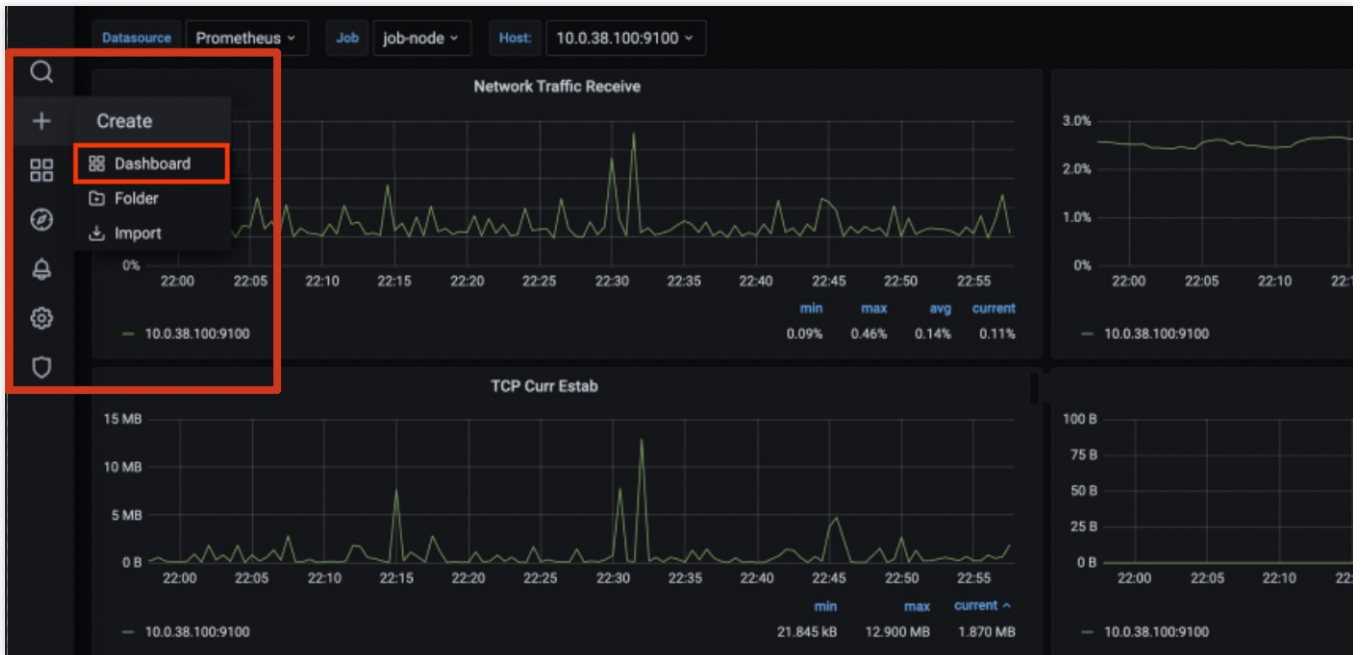 Datasource Prometheus Job job-node Host: 10.0.38.100:9100
Create
Dashboard
Folder
Import
Network Traffic Receive
0%
22:00 22:05 22:10 22:15 22:20 22:25 22:30 22:35 22:40 22:45 22:50 22:55
min max avg current
10.0.38.100:9100 0.09% 0.46% 0.14% 0.11%
3.0%
2.0%
1.0%
0%
22:00 22:05 22:10
10.0.38.100:9100
TCP Curr Estab
15 MB
10 MB
5 MB
0 B
22:00 22:05 22:10 22:15 22:20 22:25 22:30 22:35 22:40 22:45 22:50 22:55
min max current
10.0.38.100:9100 21.845 kB 12.900 MB 1.870 MB
100 B
75 B
50 B
25 B
0 B
22:00 22:05 22:10
10.0.38.100:9100